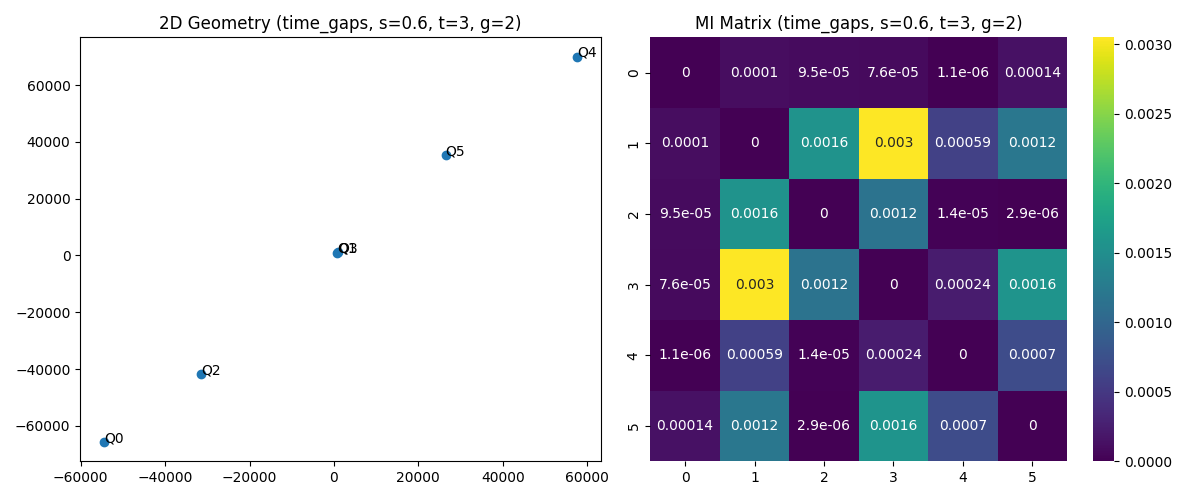 2D Geometry (time_gaps, s=0.6, t=3, g=2)
60000
40000
20000
0
−20000
−40000
−60000
−60000 −40000 −20000 0 20000 40000 60000
Q4
Q5
Q3
Q2
Q0
MI Matrix (time_gaps, s=0.6, t=3, g=2)
0 0 0.0001 9.5e-05 7.6e-05 1.1e-06 0.00014
1 0.0001 0 0.0016 0.003 0.00059 0.0012
2 9.5e-05 0.0016 0 0.0012 1.4e-05 2.9e-06
3 7.6e-05 0.003 0.0012 0 0.00024 0.0016
4 1.1e-06 0.00059 1.4e-05 0.00024 0 0.0007
5 0.00014 0.0012 2.9e-06 0.0016 0.0007 0
0 1 2 3 4 5
0.0030
0.0025
0.0020
0.0015
0.0010
0.0005
0.0000